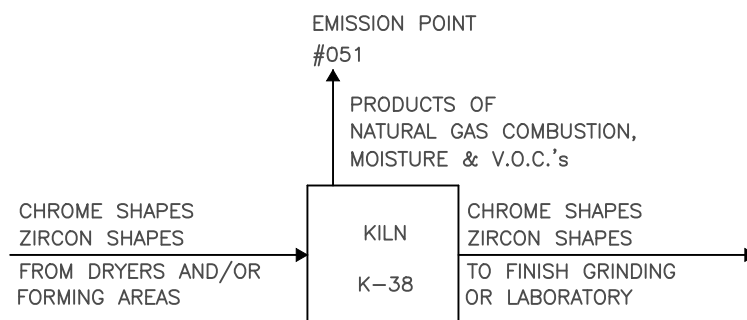 EMISSION POINT
#051
PRODUCTS OF
NATURAL GAS COMBUSTION,
MOISTURE & V.O.C.'s
CHROME SHAPES
ZIRCON SHAPES
FROM DRYERS AND/OR
FORMING AREAS
KILN
K-38
CHROME SHAPES
ZIRCON SHAPES
TO FINISH GRINDING
OR LABORATORY